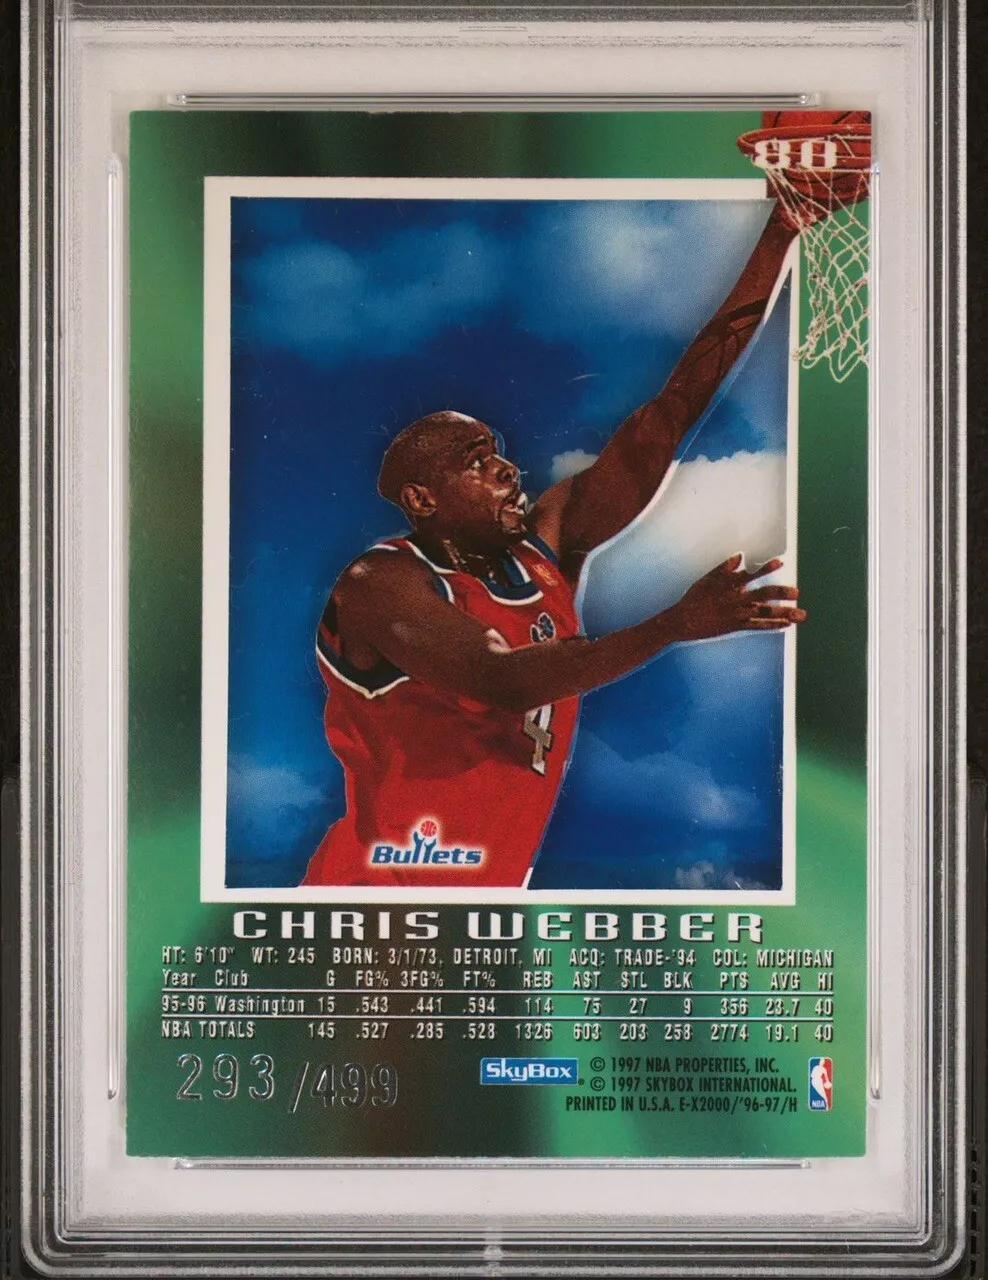 80
4
Bullets
CHRIS WEBBER
HT: 6'10" WT: 245 BORN: 3/1/73, DETROIT, MI ACQ: TRADE-'94 COL: MICHIGAN
Year Club G FG% 3FG% FT% REB AST STL BLK PTS AVG HI
95-96 Washington 15 .543 .441 .594 114 75 27 9 356 23.7 40
NBA TOTALS 145 .527 .285 .528 1326 603 203 258 2774 19.1 40
293/499
SkyBox
© 1997 NBA PROPERTIES, INC.
® © 1997 SKYBOX INTERNATIONAL.
PRINTED IN U.S.A. E-X2000/'96-97/H
NBA